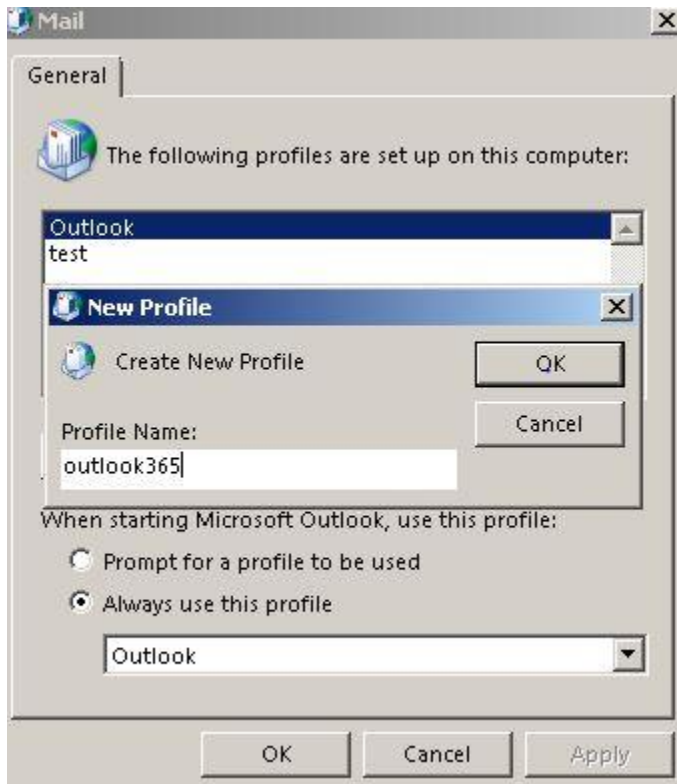 Mail
General
The following profiles are set up on this computer:
Outlook
test
New Profile
Create New Profile
OK
Cancel
Profile Name:
outlook365
When starting Microsoft Outlook, use this profile:
Prompt for a profile to be used
Always use this profile
Outlook
OK Cancel Apply